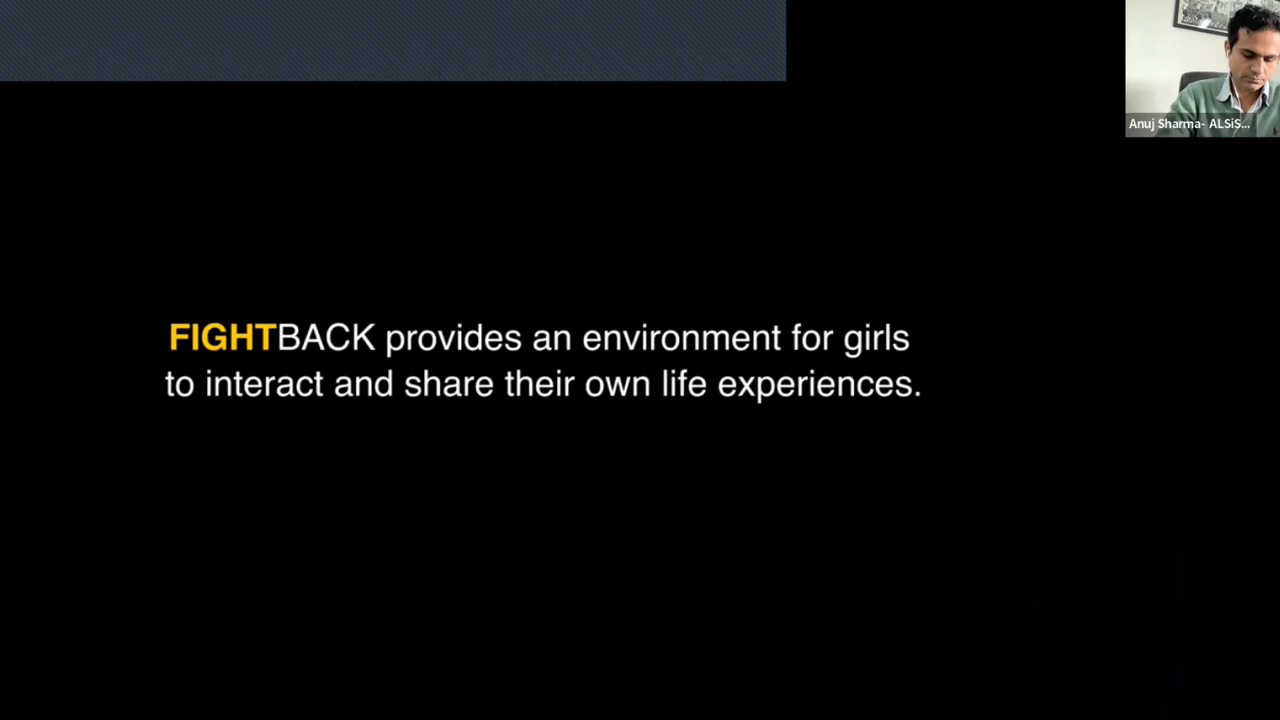 Anuj Sharma- ALSiS...
FIGHTBACK provides an environment for girls
to interact and share their own life experiences.